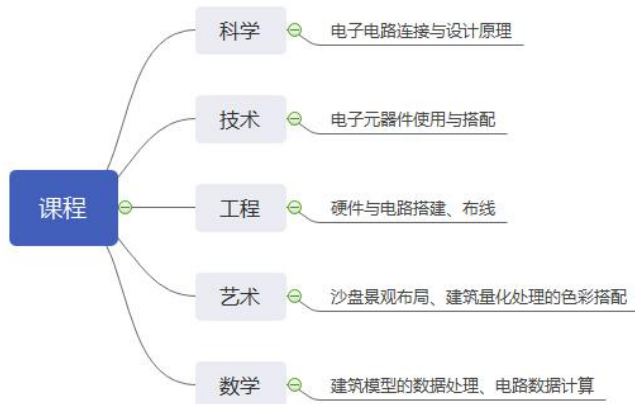 科学
电子电路连接与设计原理
技术
电子元器件使用与搭配
课程
工程
硬件与电路搭建、布线
艺术
沙盘景观布局、建筑量化处理的色彩搭配
数学
建筑模型的数据处理、电路数据计算